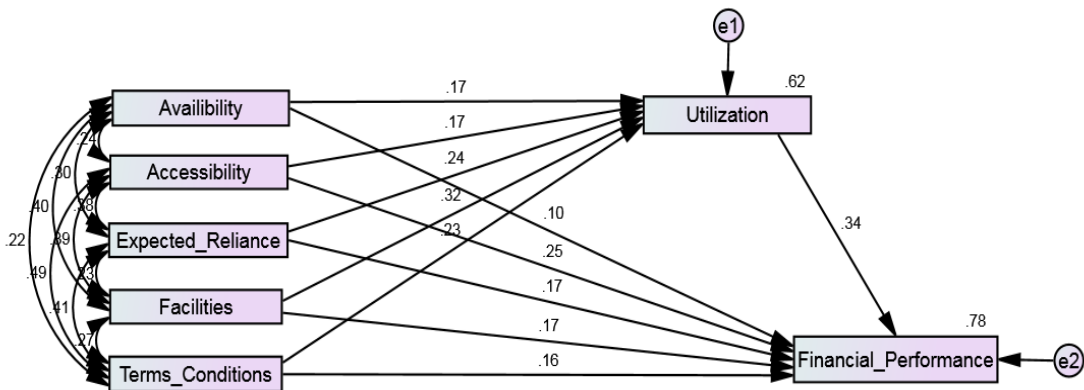 e1
.17
.62
Availibility
Utilization
.24
.17
Accessibility
.24
.30
.38
.32
.10
.40
.23
.34
.22
Expected_Reliance
.39
.25
.49
.23
.17
.41
Facilities
.17
.78
.27
.16
Terms_Conditions
Financial_Performance
e2